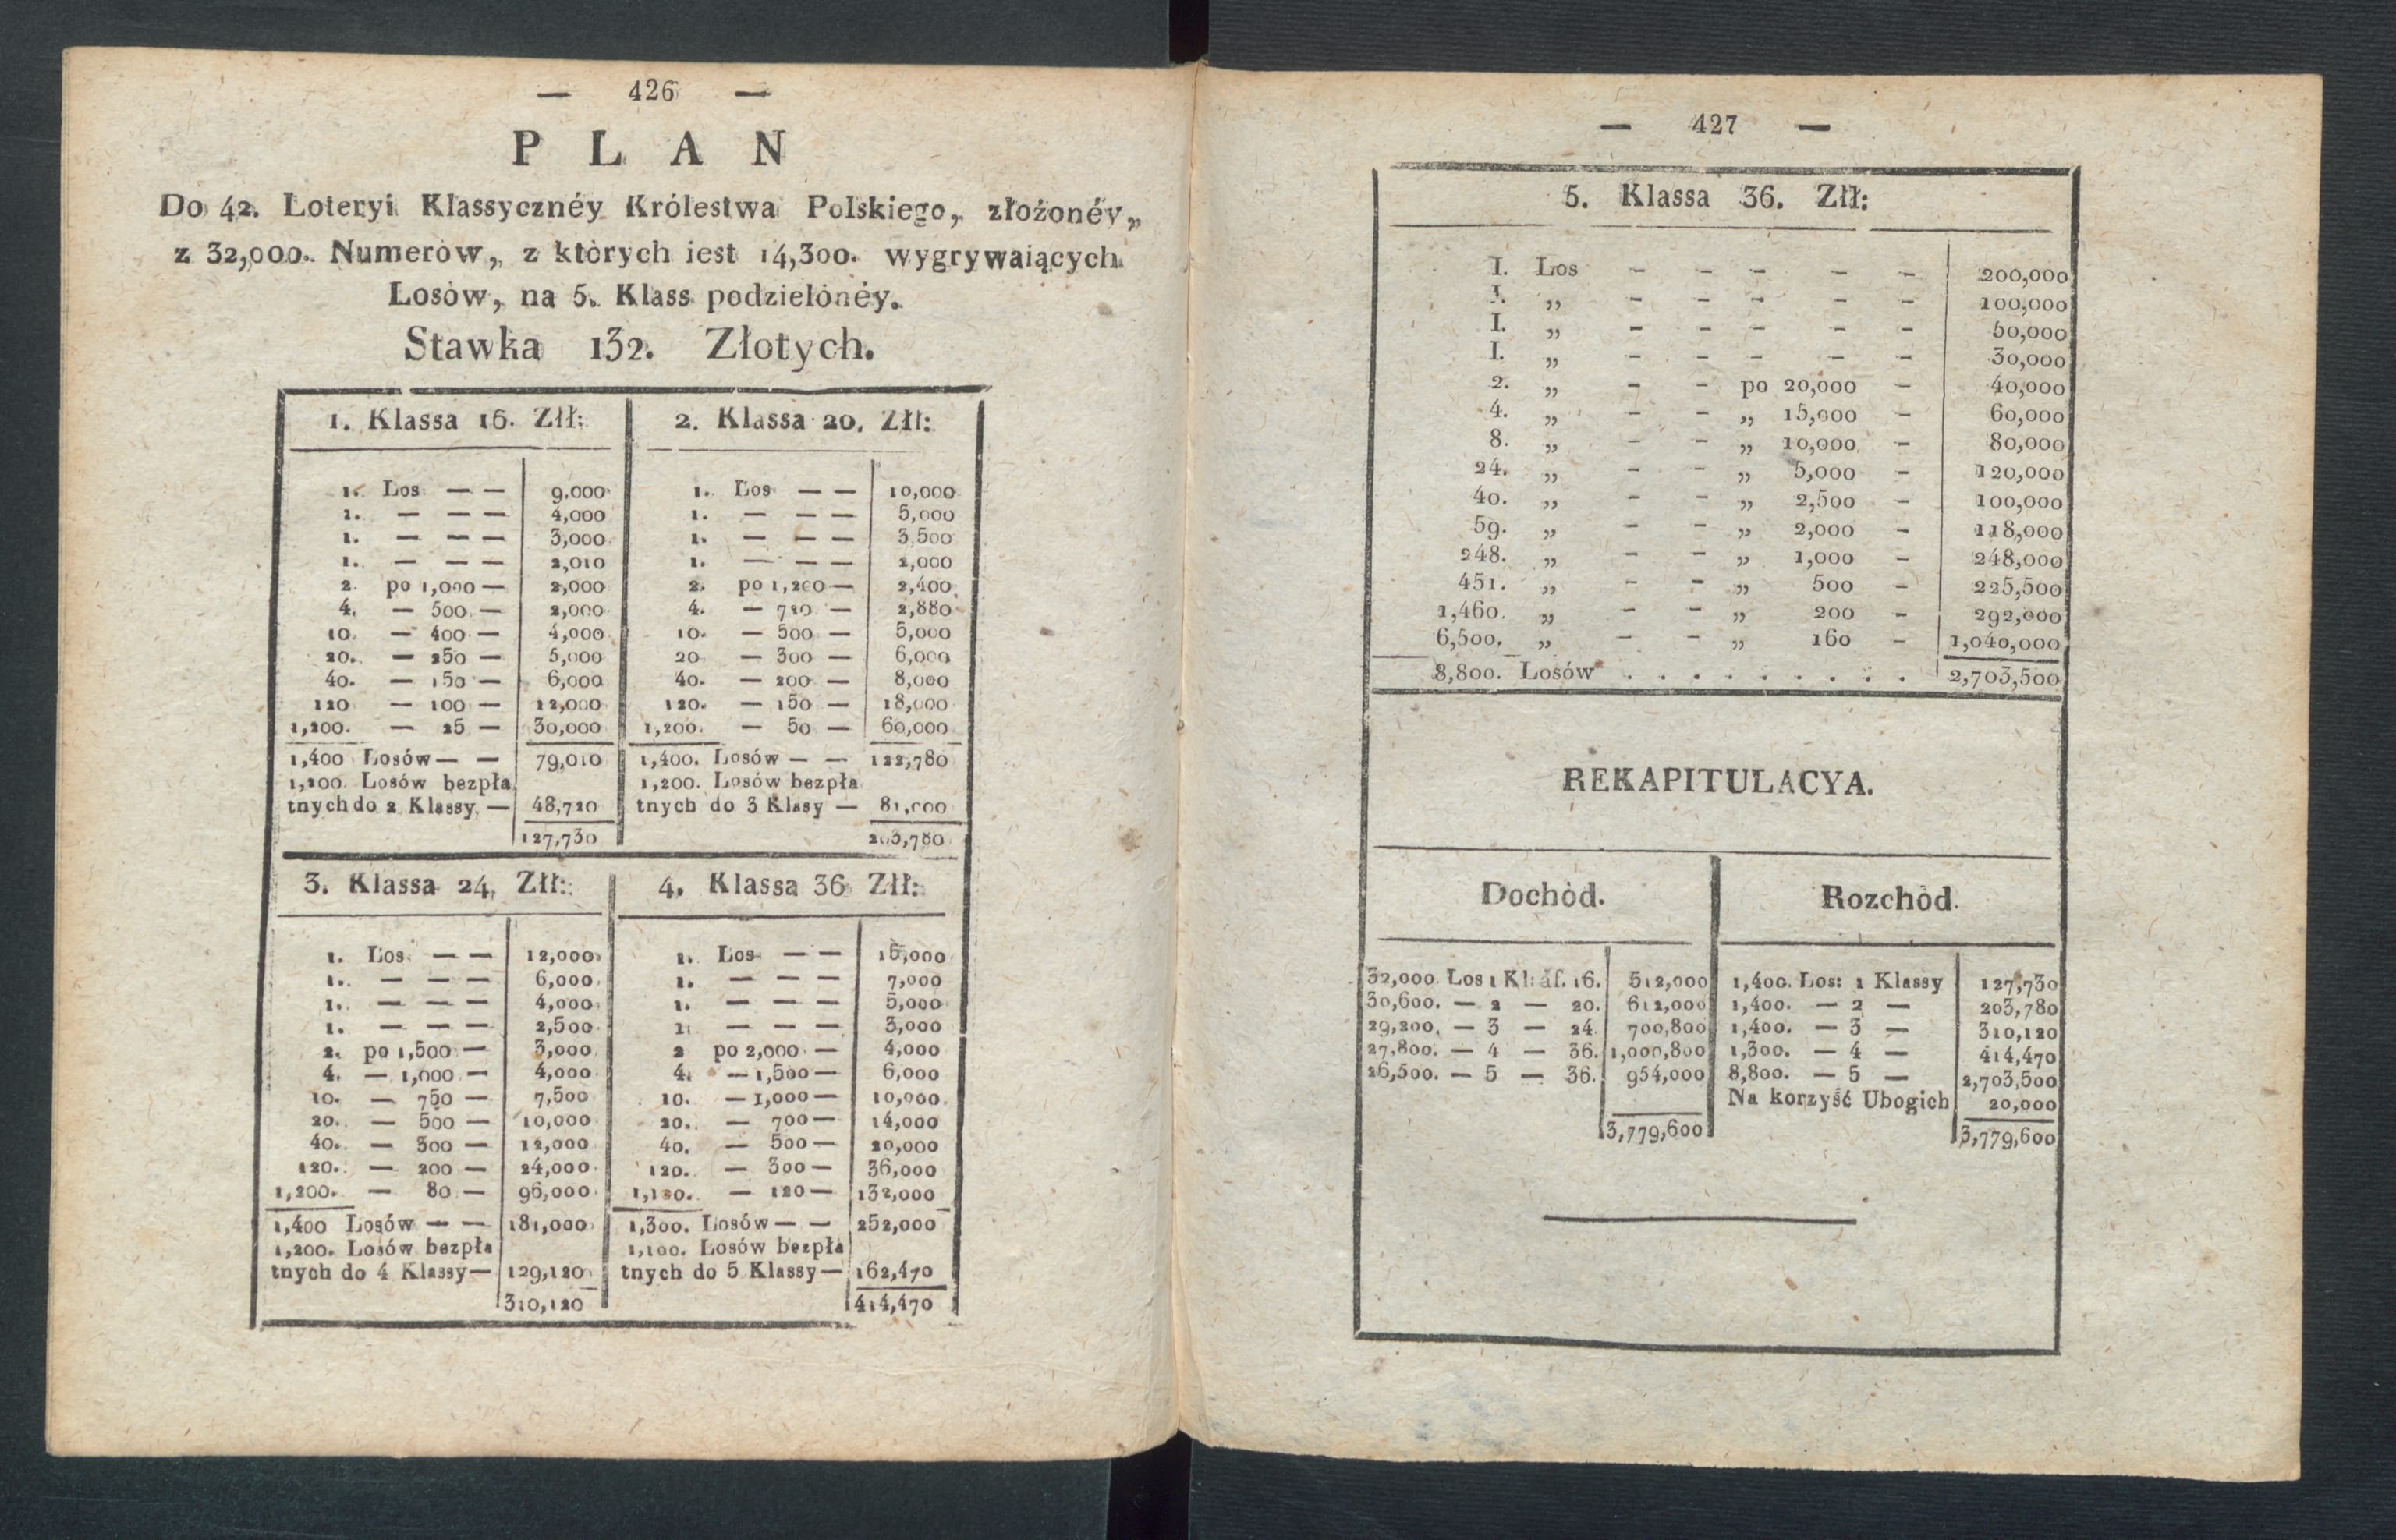 — 426 —
PLAN
Do 42. Loteryi Klassycznéy Królestwa Polskiego, złożonéy,
z 32,000. Numerów, z których iest 14,300. wygrywaiących
Losów, na 5. Klass podzielónéy.
Stawka 132. Złotych.
1. Klassa 16. Złł:
1. Los — — 9,000
1. — — — 4,000
1. — — — 3,000
1. — — — 2,010
2. po 1,000 — 2,000
4. — 500 — 2,000
10. — 400 — 4,000
20. — 250 — 5,000
40. — 150 — 6,000
120 — 100 — 12,000
1,200. — 25 — 30,000
1,400 Losów — — 79,010
1,200. Losów bezpła
tnych do 2 Klassy — 48,720
127,730
2. Klassa 20. Złł:
1. Los — — 10,000
1. — — — 5,000
1. — — — 3,500
1. — — — 2,000
2. po 1,200 — 2,400
4. — 720 — 2,880
10. — 500 — 5,000
20 — 300 — 6,000
40. — 200 — 8,000
120. — 150 — 18,000
1,200. — 50 — 60,000
1,400. Losów — — 122,780
1,200. Losów bezpła
tnych do 3 Klasy — 81,000
203,780
3. Klassa 24. Złł:
1. Los — — 12,000
1. — — — 6,000
1. — — — 4,000
1. — — — 2,500
2. po 1,500 — 3,000
4. — 1,000 — 4,000
10. — 750 — 7,500
20. — 500 — 10,000
40. — 300 — 12,000
120. — 200 — 24,000
1,200. — 80 — 96,000
1,400 Losów — — 181,000
1,200. Losów bezpła
tnych do 4 Klassy — 129,120
310,120
4. Klassa 36 Złł:
1. Los — — 15,000
1. — — — 7,000
1. — — — 5,000
1. — — — 3,000
2 po 2,000 — 4,000
4. — 1,500 — 6,000
10. — 1,000 — 10,000
20. — 700 — 14,000
40. — 500 — 20,000
120. — 300 — 36,000
— 120 — 132,000
1,300. Losów — — 252,000
1,100. Losów bezpła
tnych do 5 Klassy — 162,470
414,470
— 427 —
5. Klassa 36. Złł:
I. Los - - - - - 200,000
I. „ - - - - - 100,000
I. „ - - - - - 50,000
I. „ - - - - - 30,000
2. „ - - po 20,000 - 40,000
4. „ - - „ 15,000 - 60,000
8. „ - - „ 10,000 - 80,000
24. „ - - „ 5,000 - 120,000
40. „ - - „ 2,500 - 100,000
59. „ - - „ 2,000 - 118,000
248. „ - - „ 1,000 - 248,000
451. „ - - „ 500 - 225,500
1,460. „ - - „ 200 - 292,000
6,500. „ - - „ 160 - 1,040,000
8,800. Losów . . . . . . . . . 2,703,500
REKAPITULACYA.
Dochód.
32,000. Los 1 Kl: áf. 16. 512,000
30,600. — 2 — 20. 612,000
29,200. — 3 — 24. 700,800
27,800. — 4 — 36. 1,000,800
26,500. — 5 — 36. 954,000
3,779,600
Rozchód.
1,400. Los: 1 Klassy 127,730
1,400. — 2 — 203,780
1,400. — 3 — 310,120
1,300. — 4 — 414,470
8,800. — 5 — 2,703,500
Na korzyść Ubogich 20,000
3,779,600